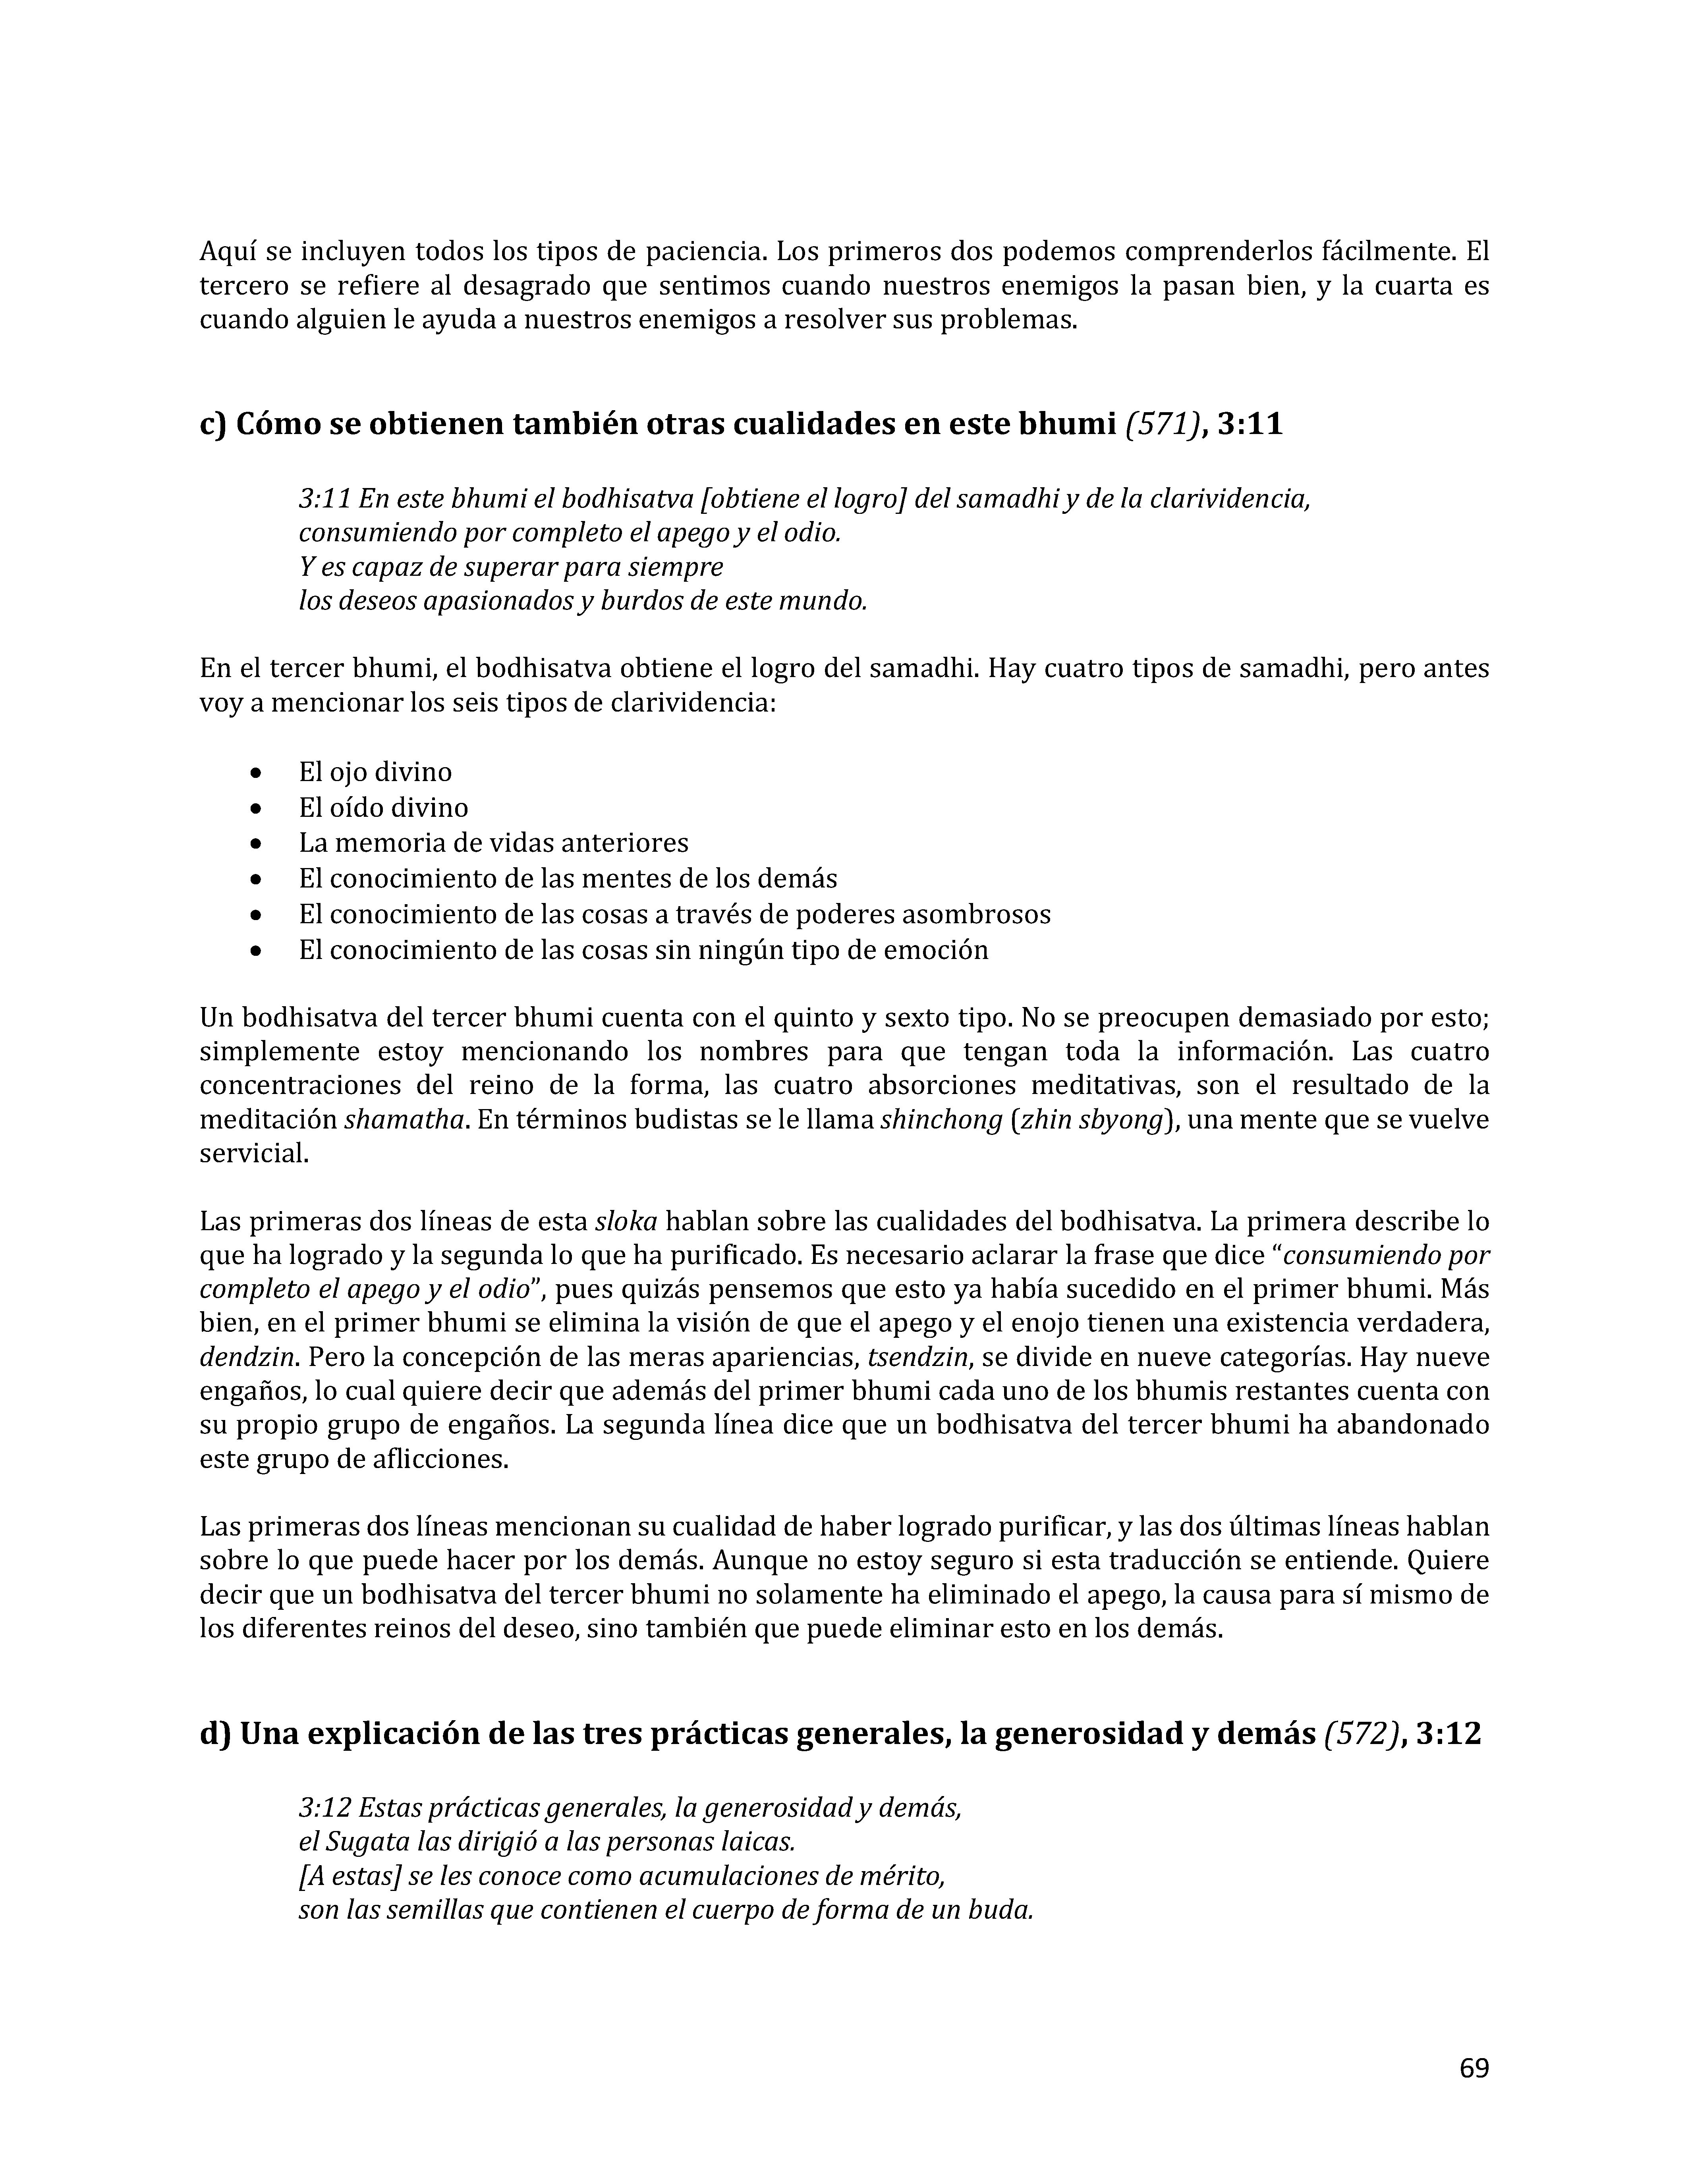 Aquí se incluyen todos los tipos de paciencia. Los primeros dos podemos comprenderlos fácilmente. El
tercero se refiere al desagrado que sentimos cuando nuestros enemigos la pasan bien, y la cuarta es
cuando alguien le ayuda a nuestros enemigos a resolver sus problemas.
c) Cómo se obtienen también otras cualidades en este bhumi (571), 3:11
3:11 En este bhumi el bodhisatva [obtiene el logro] del samadhi y de la clarividencia,
consumiendo por completo el apego y el odio.
Y es capaz de superar para siempre
los deseos apasionados y burdos de este mundo.
En el tercer bhumi, el bodhisatva obtiene el logro del samadhi. Hay cuatro tipos de samadhi, pero antes
voy a mencionar los seis tipos de clarividencia:
• El ojo divino
• El oído divino
• La memoria de vidas anteriores
• El conocimiento de las mentes de los demás
• El conocimiento de las cosas a través de poderes asombrosos
• El conocimiento de las cosas sin ningún tipo de emoción
Un bodhisatva del tercer bhumi cuenta con el quinto y sexto tipo. No se preocupen demasiado por esto;
simplemente estoy mencionando los nombres para que tengan toda la información. Las cuatro
concentraciones del reino de la forma, las cuatro absorciones meditativas, son el resultado de la
meditación shamatha. En términos budistas se le llama shinchong (zhin sbyong), una mente que se vuelve
servicial.
Las primeras dos líneas de esta sloka hablan sobre las cualidades del bodhisatva. La primera describe lo
que ha logrado y la segunda lo que ha purificado. Es necesario aclarar la frase que dice “consumiendo por
completo el apego y el odio”, pues quizás pensemos que esto ya había sucedido en el primer bhumi. Más
bien, en el primer bhumi se elimina la visión de que el apego y el enojo tienen una existencia verdadera,
dendzin. Pero la concepción de las meras apariencias, tsendzin, se divide en nueve categorías. Hay nueve
engaños, lo cual quiere decir que además del primer bhumi cada uno de los bhumis restantes cuenta con
su propio grupo de engaños. La segunda línea dice que un bodhisatva del tercer bhumi ha abandonado
este grupo de aflicciones.
Las primeras dos líneas mencionan su cualidad de haber logrado purificar, y las dos últimas líneas hablan
sobre lo que puede hacer por los demás. Aunque no estoy seguro si esta traducción se entiende. Quiere
decir que un bodhisatva del tercer bhumi no solamente ha eliminado el apego, la causa para sí mismo de
los diferentes reinos del deseo, sino también que puede eliminar esto en los demás.
d) Una explicación de las tres prácticas generales, la generosidad y demás (572), 3:12
3:12 Estas prácticas generales, la generosidad y demás,
el Sugata las dirigió a las personas laicas.
[A estas] se les conoce como acumulaciones de mérito,
son las semillas que contienen el cuerpo de forma de un buda.
69